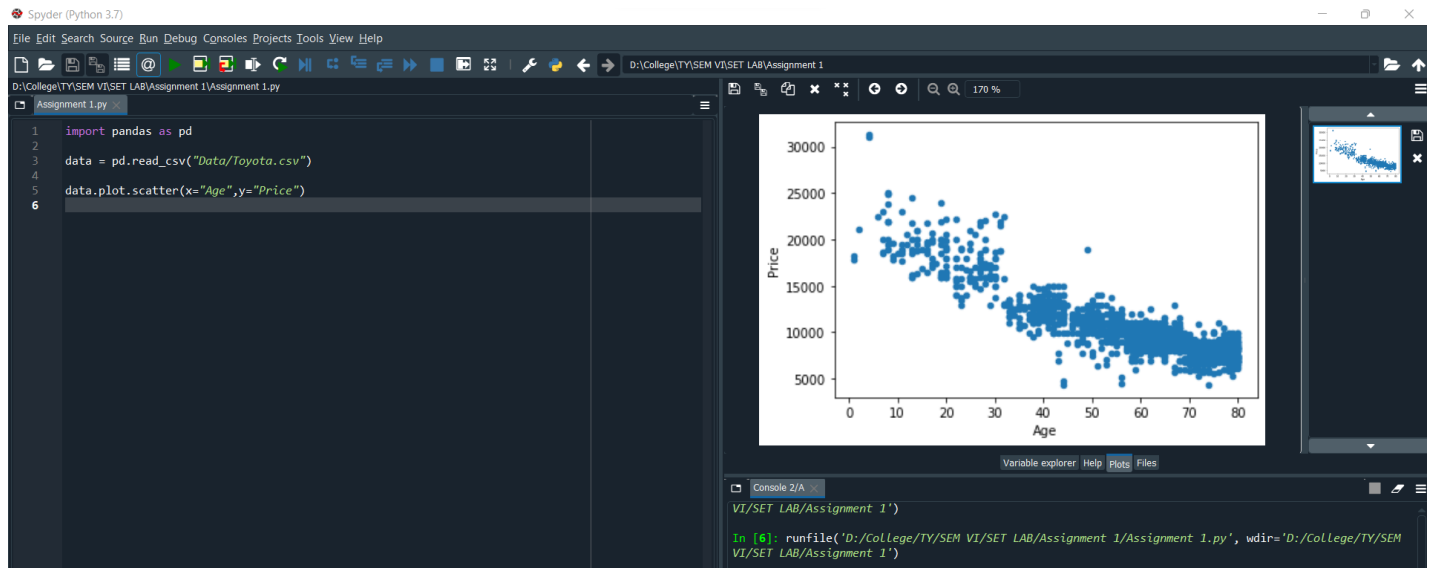 Spyder (Python 3.7)
File Edit Search Source Run Debug Consoles Projects Tools View Help
D:\College\TY\SEM VI\SET LAB\Assignment 1
D:\College\TY\SEM VI\SET LAB\Assignment 1\Assignment 1.py
Assignment 1.py
1 import pandas as pd
2
3 data = pd.read_csv("Data/Toyota.csv")
4
5 data.plot.scatter(x="Age",y="Price")
6
170 %
30000
25000
20000
15000
10000
5000
Price
0 10 20 30 40 50 60 70 80
Age
Variable explorer Help Plots Files
Console 2/A
VI/SET LAB/Assignment 1')
In [6]: runfile('D:/College/TY/SEM VI/SET LAB/Assignment 1/Assignment 1.py', wdir='D:/College/TY/SEM
VI/SET LAB/Assignment 1')